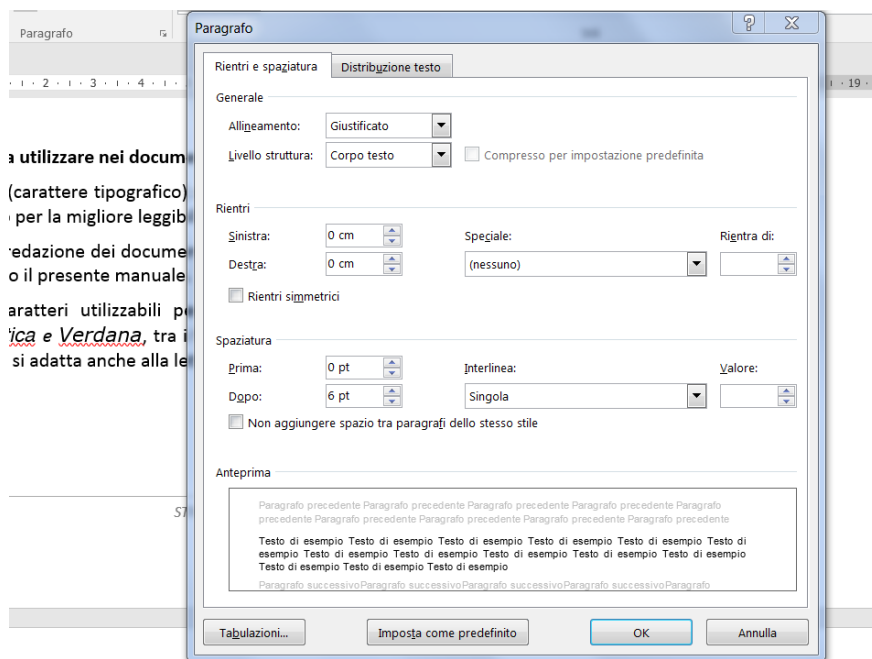 Paragrafo
Paragrafo
Rientri e spaziatura
Distribuzione testo
· 1 · 2 · 1 · 3 · 1 · 4 · 1
1 · 19 ·
Generale
Allineamento:
Giustificato
Livello struttura:
Corpo testo
Compresso per impostazione predefinita
a utilizzare nei docum
(carattere tipografico)
per la migliore leggib
redazione dei docume
o il presente manuale
aratteri utilizzabili p
tica e Verdana, tra i
si adatta anche alla le
ST
Rientri
Sinistra:
0 cm
Speciale:
Rientra di:
Destra:
0 cm
(nessuno)
Rientri simmetrici
Spaziatura
Prima:
0 pt
Interlinea:
Valore:
Dopo:
6 pt
Singola
Non aggiungere spazio tra paragrafi dello stesso stile
Anteprima
Paragrafo precedente Paragrafo precedente Paragrafo precedente Paragrafo precedente Paragrafo
precedente Paragrafo precedente Paragrafo precedente Paragrafo precedente Paragrafo precedente
Testo di esempio Testo di esempio Testo di esempio Testo di esempio Testo di esempio Testo di
esempio Testo di esempio Testo di esempio Testo di esempio Testo di esempio Testo di esempio
Testo di esempio Testo di esempio Testo di esempio
Paragrafo successivoParagrafo successivoParagrafo successivoParagrafo successivoParagrafo
Tabulazioni...
Imposta come predefinito
OK
Annulla